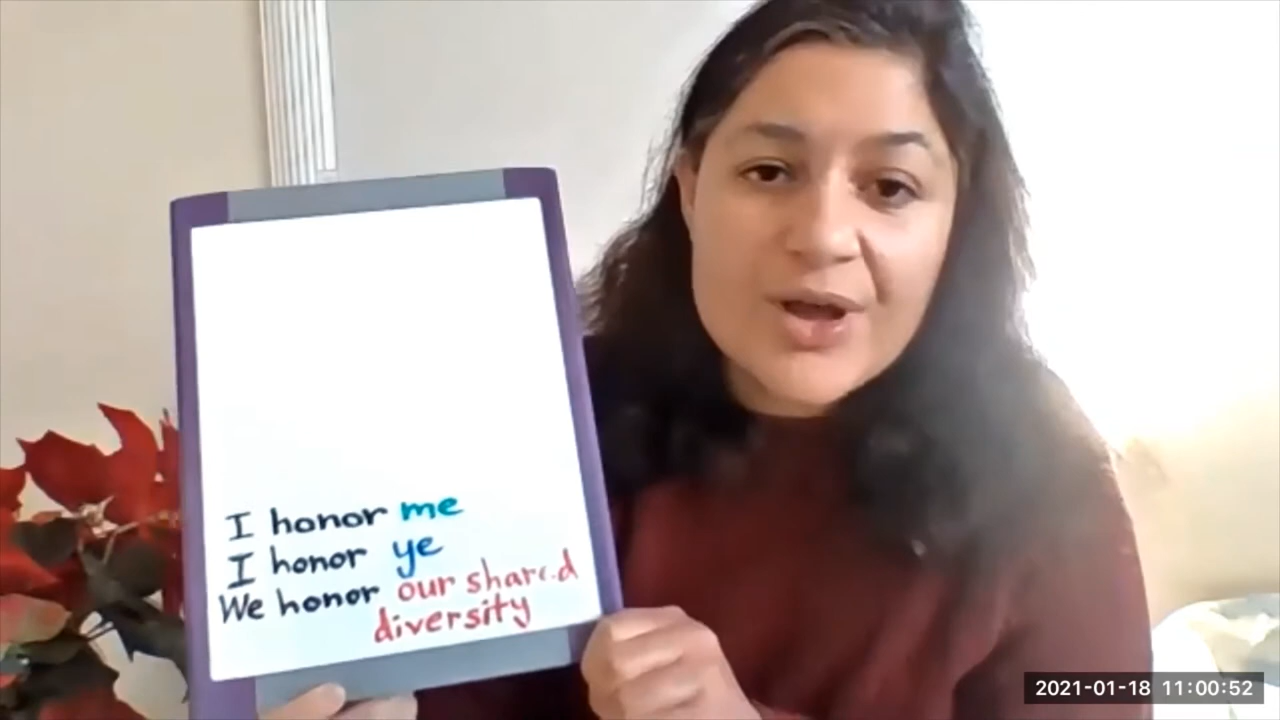 I honor me
I honor ye
We honor our shared
diversity
2021-01-18 11:00:52